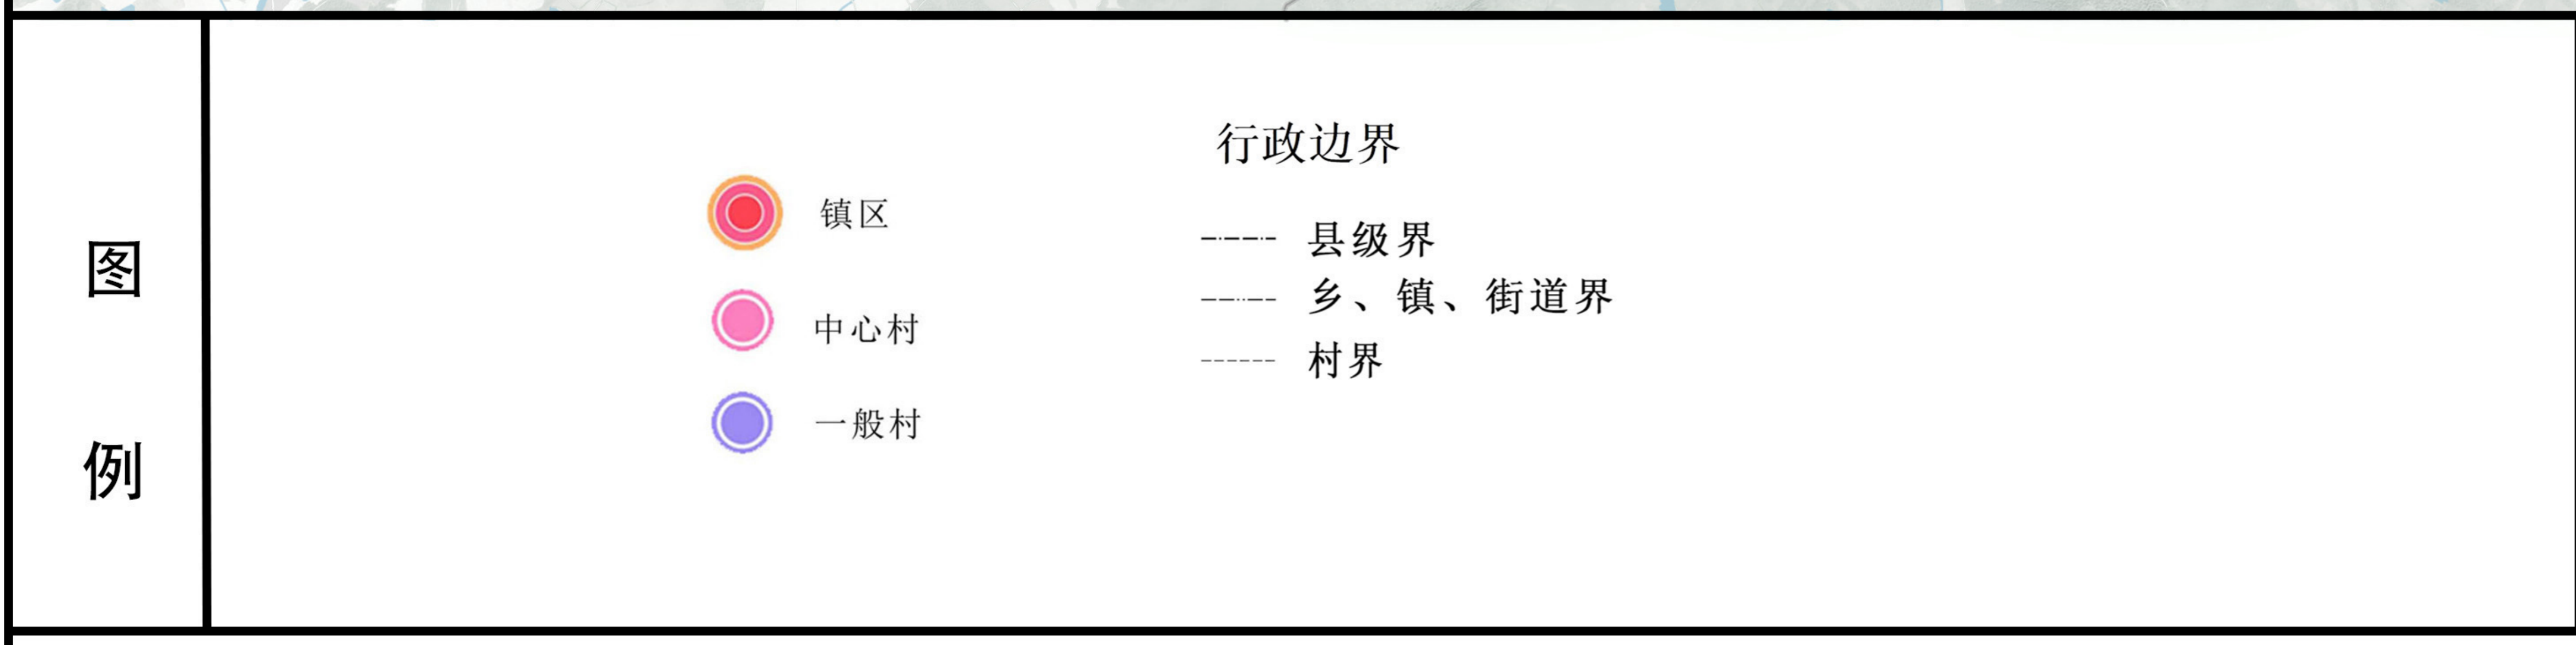 图例
镇区
中心村
一般村
行政边界
县级界
乡、镇、街道界
村界